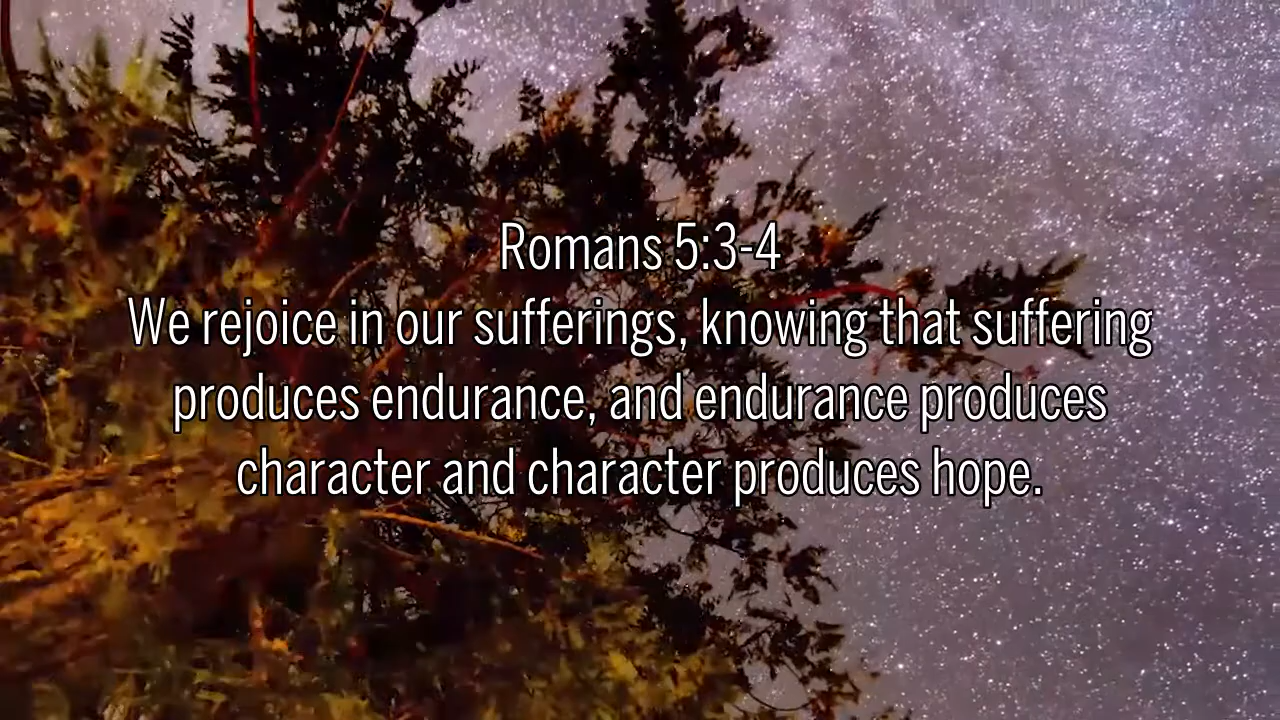 Romans 5:3-4
We rejoice in our sufferings, knowing that suffering
produces endurance, and endurance produces
character and character produces hope.